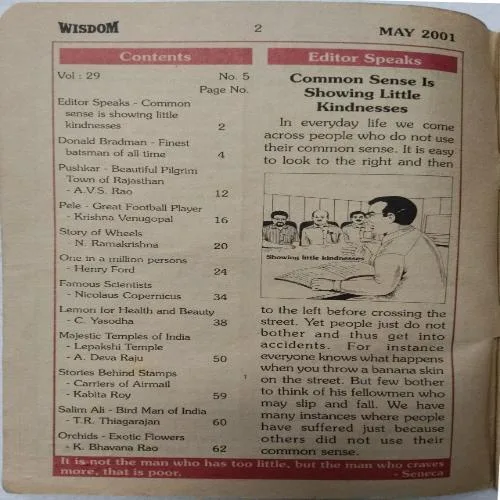 WISDOM 2 MAY 2001
Contents
Vol : 29 No. 5
Page No.
Editor Speaks - Common
sense is showing little
kindnesses 2
Donald Bradman - Finest
batsman of all time 4
Pushkar - Beautiful Pilgrim
Town of Rajasthan
- A.V.S. Rao 12
Pele - Great Football Player
- Krishna Venugopal 16
Story of Wheels
N. Ramakrishna 20
One in a million persons
- Henry Ford 24
Famous Scientists
- Nicolaus Copernicus 34
Lemon for Health and Beauty
- C. Yasodha 38
Majestic Temples of India
- Lepakshi Temple
- A. Deva Raju 50
Stories Behind Stamps
- Carriers of Airmail
- Kabita Roy 59
Salim Ali - Bird Man of India
- T.R. Thiagarajan 60
Orchids - Exotic Flowers
- K. Bhavana Rao 62
Editor Speaks
Common Sense Is
Showing Little
Kindnesses
In everyday life we come
across people who do not use
their common sense. It is easy
to look to the right and then
Showing little kindnesses
to the left before crossing the
street. Yet people just do not
bother and thus get into
accidents. For instance
everyone knows what happens
when you throw a banana skin
on the street. But few bother
to think of his fellowmen who
may slip and fall. We have
many instances where people
have suffered just because
others did not use their
common sense.
It is not the man who has too little, but the man who craves
more, that is poor. - Seneca